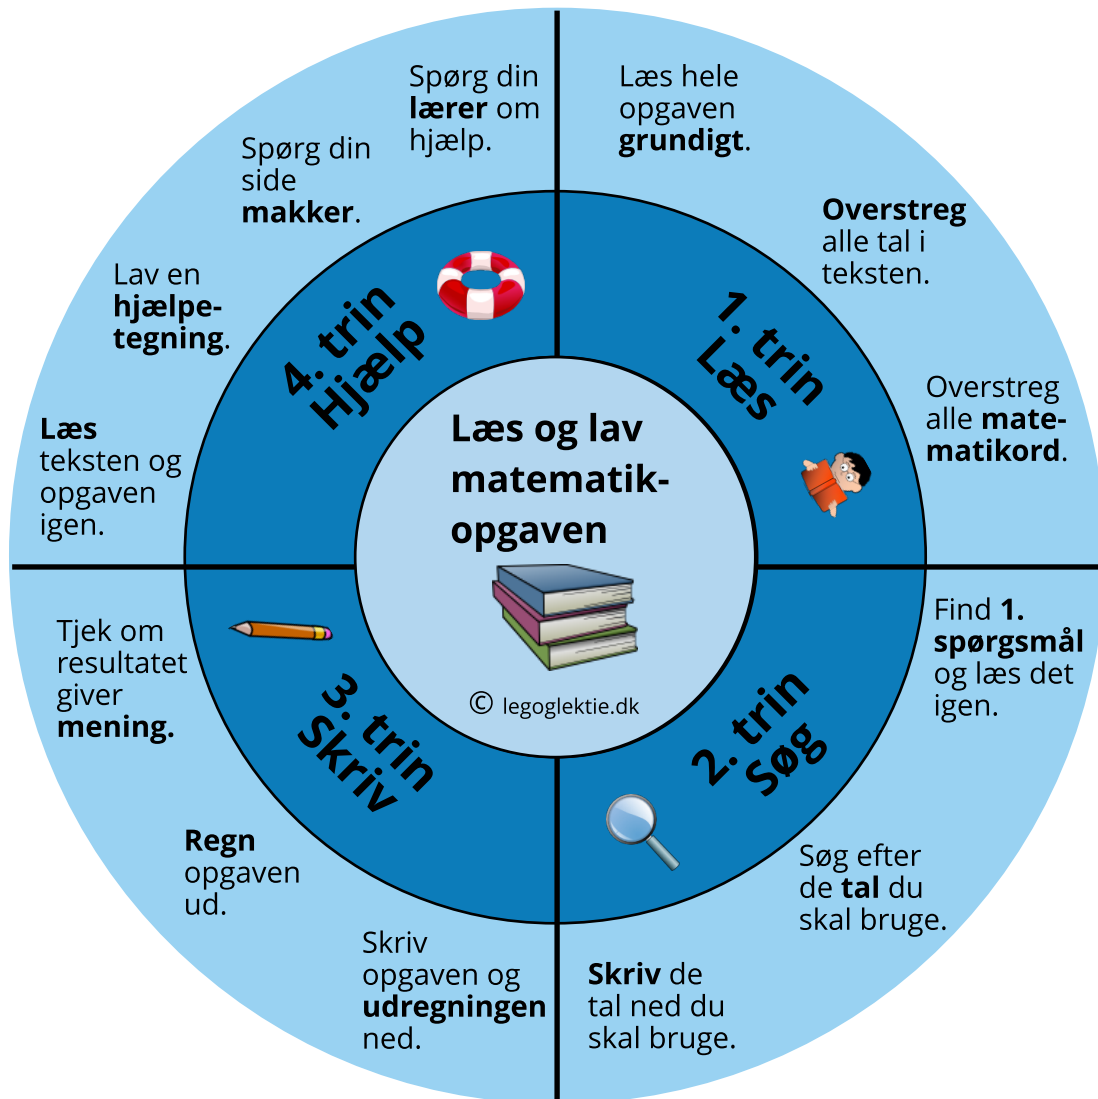 Læs og lav
matematik-
opgaven
© legoglektie.dk
1. trin
Læs
Læs hele
opgaven
grundigt.
Overstreg
alle tal i
teksten.
Overstreg
alle mate-
matikord.
2. trin
Søg
Find 1.
spørgsmål
og læs det
igen.
Søg efter
de tal du
skal bruge.
Skriv de
tal ned du
skal bruge.
3. trin
Skriv
Skriv
opgaven og
udregningen
ned.
Regn
opgaven
ud.
Tjek om
resultatet
giver
mening.
4. trin
Hjælp
Læs
teksten og
opgaven
igen.
Lav en
hjælpe-
tegning.
Spørg din
side
makker.
Spørg din
lærer om
hjælp.